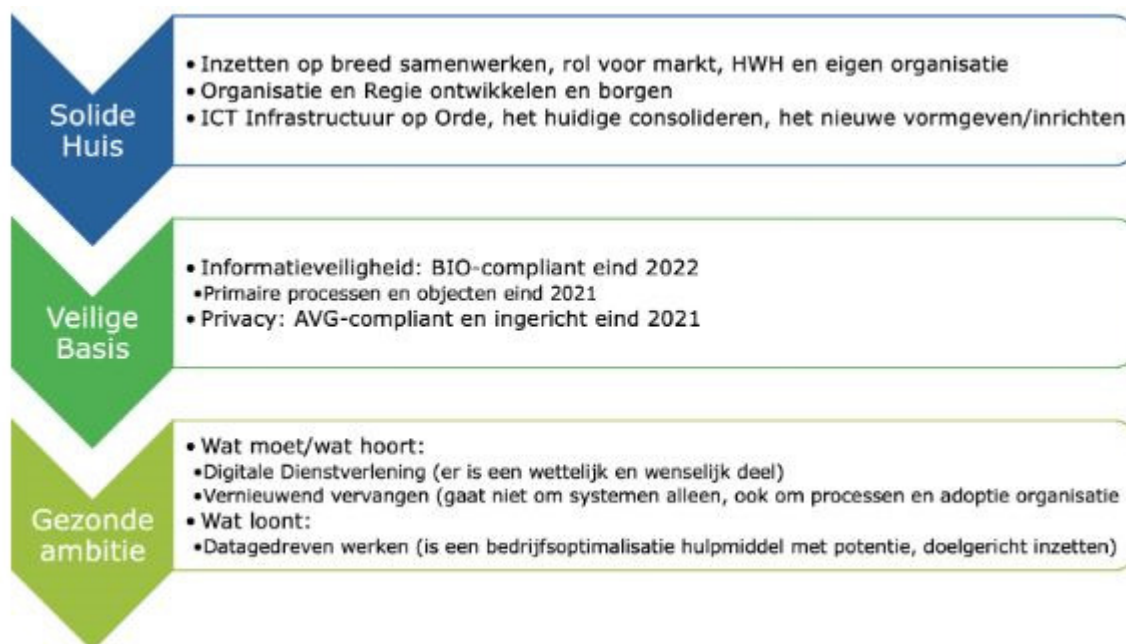 Solide
Huis
• Inzetten op breed samenwerken, rol voor markt, HWH en eigen organisatie
• Organisatie en Regie ontwikkelen en borgen
• ICT Infrastructuur op Orde, het huidige consolideren, het nieuwe vormgeven/inrichten
Veilige
Basis
• Informatieveiligheid: BIO-compliant eind 2022
•Primaire processen en objecten eind 2021
• Privacy: AVG-compliant en ingericht eind 2021
Gezonde
ambitie
• Wat moet/wat hoort:
•Digitale Dienstverlening (er is een wettelijk en wenselijk deel)
•Vernieuwend vervangen (gaat niet om systemen alleen, ook om processen en adoptie organisatie
• Wat loont:
•Datagedreven werken (is een bedrijfsoptimalisatie hulpmiddel met potentie, doelgericht inzetten)